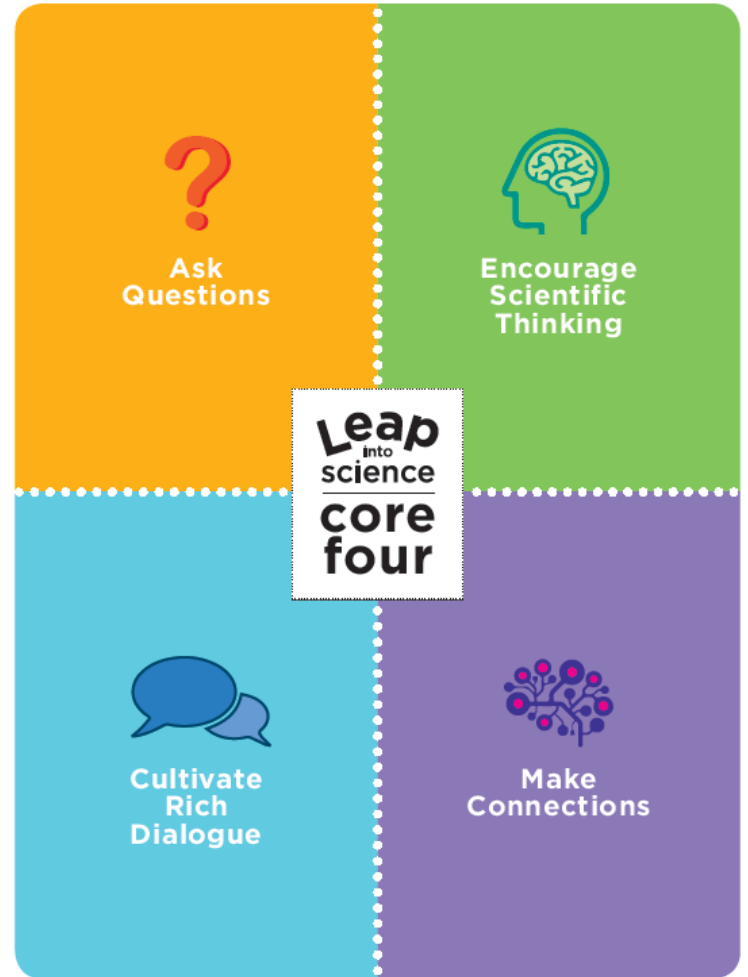 Ask
Questions
Encourage
Scientific
Thinking
Leap
into
science
core
four
Cultivate
Rich
Dialogue
Make
Connections